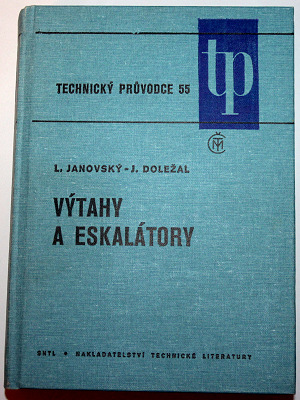 tp
TECHNICKÝ PRŮVODCE 55
L. JANOVSKÝ-J. DOLEŽAL
VÝTAHY
A ESKALÁTORY
SNTL • NAKLADATELSTVÍ TECHNICKÉ LITERATURY